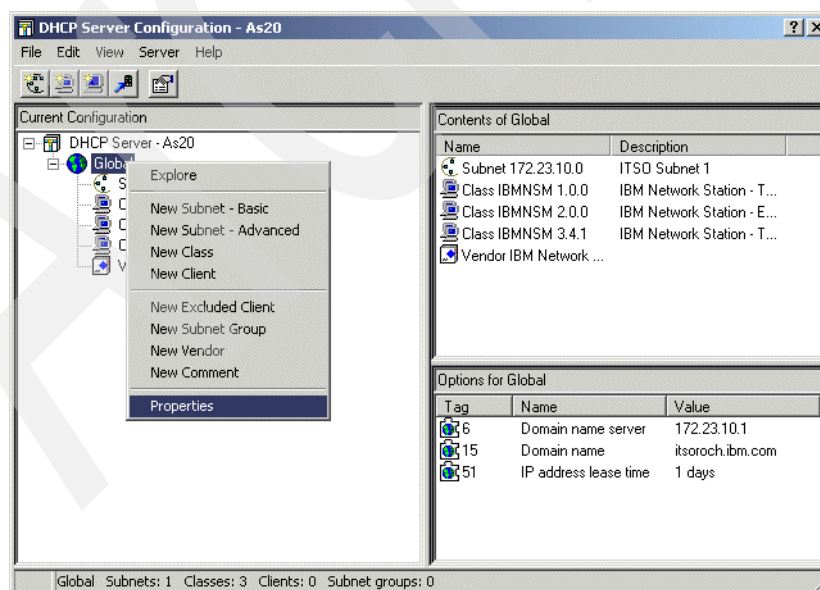 DHCP Server Configuration - As20
File Edit View Server Help
Current Configuration
DHCP Server - As20
Global
S
C
C
C
V
Explore
New Subnet - Basic
New Subnet - Advanced
New Class
New Client
New Excluded Client
New Subnet Group
New Vendor
New Comment
Properties
Contents of Global
Name Description
Subnet 172.23.10.0 ITSO Subnet 1
Class IBMNSM 1.0.0 IBM Network Station - T...
Class IBMNSM 2.0.0 IBM Network Station - E...
Class IBMNSM 3.4.1 IBM Network Station - T...
Vendor IBM Network ...
Options for Global
Tag Name Value
6 Domain name server 172.23.10.1
15 Domain name itsoroch.ibm.com
51 IP address lease time 1 days
Global Subnets: 1 Classes: 3 Clients: 0 Subnet groups: 0